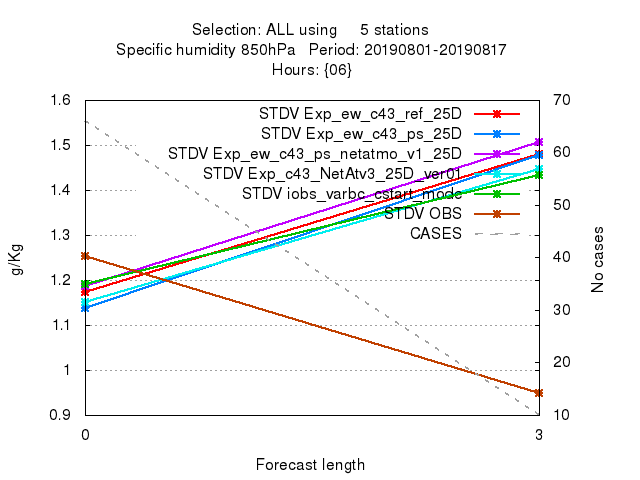 Selection: ALL using 5 stations
Specific humidity 850hPa Period: 20190801-20190817
Hours: {06}
1.6
1.5
1.4
1.3
1.2
1.1
1
0.9
g/Kg
70
60
50
40
30
20
10
No cases
STDV Exp_ew_c43_ref_25D
STDV Exp_ew_c43_ps_25D
STDV Exp_ew_c43_ps_netatmo_v1_25D
STDV Exp_c43_NetAtv3_25D_ver01
STDV iobs_varbc_csfart_mode
STDV OBS
CASES
0
3
Forecast length